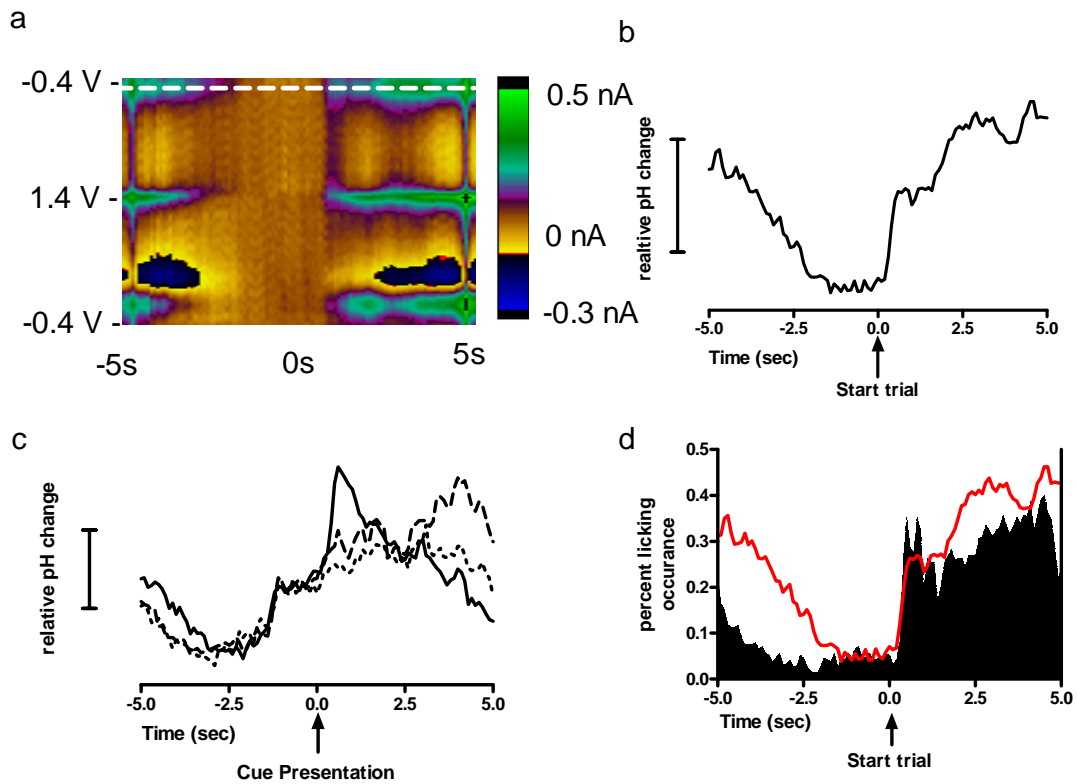 a
-0.4 V -
1.4 V -
-0.4 V -
-5s
0s
5s
0.5 nA
0 nA
-0.3 nA
b
realtive pH change
-5.0
-2.5
0.0
2.5
5.0
Time (sec)
Start trial
c
relative pH change
-5.0
-2.5
0.0
2.5
5.0
Time (sec)
Cue Presentation
d
percent licking
occurance
0.5
0.4
0.3
0.2
0.1
0.0
-5.0
-2.5
0.0
2.5
5.0
Time (sec)
Start trial